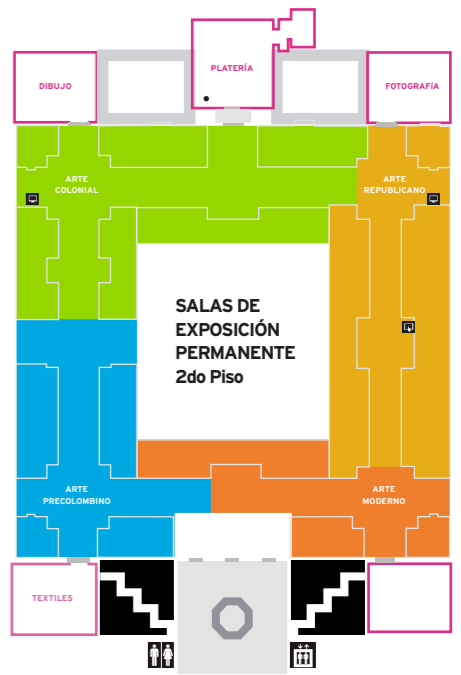 PLATERÍA
DIBUJO
FOTOGRAFÍA
ARTE
COLONIAL
ARTE
REPUBLICANO
SALAS DE
EXPOSICIÓN
PERMANENTE
2do Piso
ARTE
PRECOLOMBINO
ARTE
MODERNO
TEXTILES